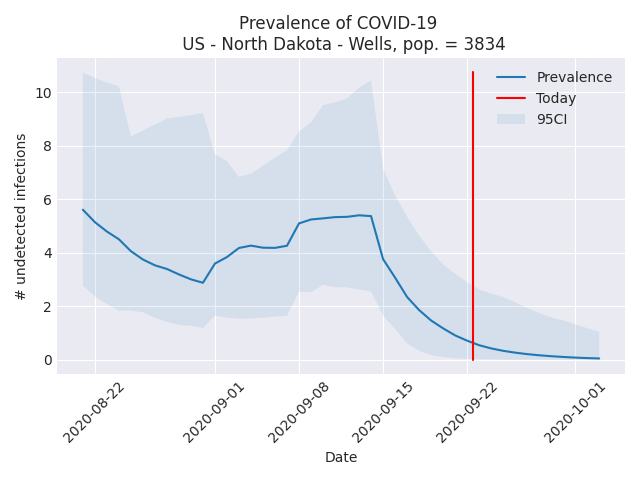 Prevalence of COVID-19
US - North Dakota - Wells, pop. = 3834
Prevalence
Today
95CI
# undetected infections
10
8
6
4
2
0
2020-08-22
2020-09-01
2020-09-08
2020-09-15
2020-09-22
2020-10-01
Date